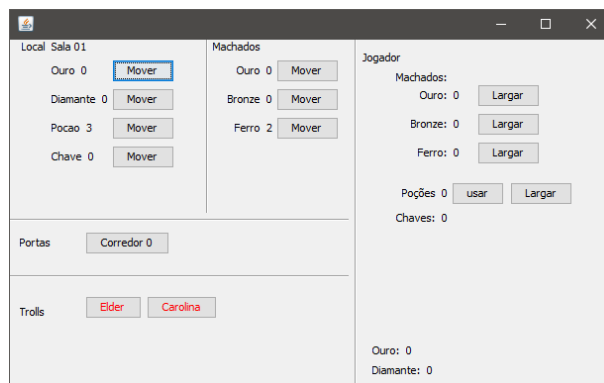 Local Sala 01
Ouro 0 Mover
Diamante 0 Mover
Pocao 3 Mover
Chave 0 Mover
Machados
Ouro 0 Mover
Bronze 0 Mover
Ferro 2 Mover
Portas Corredor 0
Trolls Elder Carolina
Jogador
Machados:
Ouro: 0 Largar
Bronze: 0 Largar
Ferro: 0 Largar
Poções 0 usar Largar
Chaves: 0
Ouro: 0
Diamante: 0